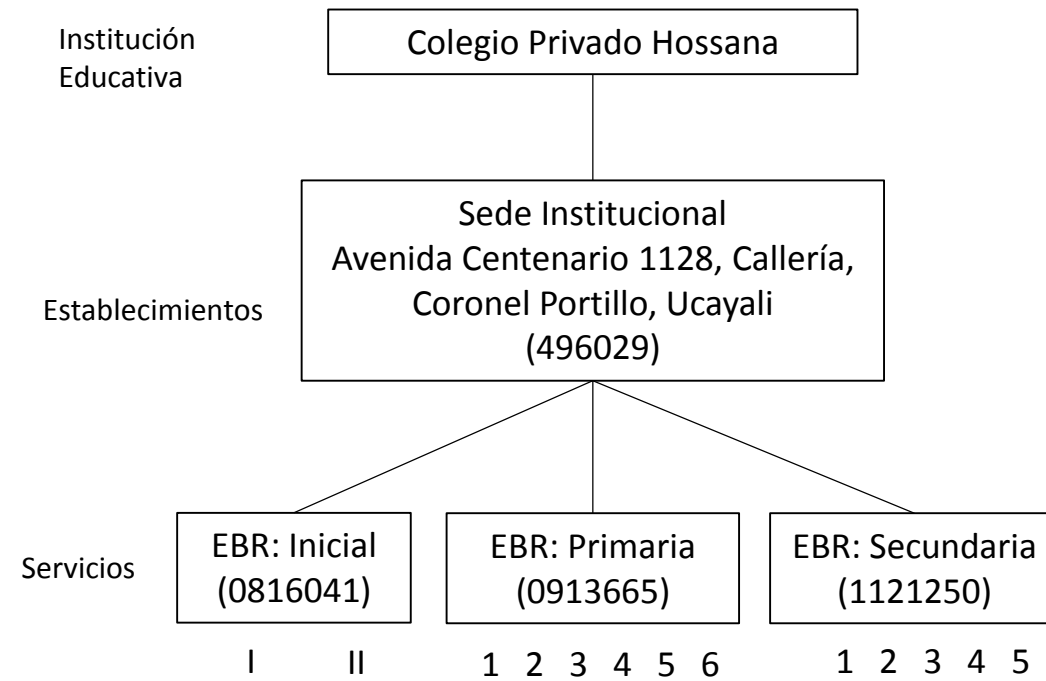 Institución
Educativa
Colegio Privado Hossana
Establecimientos
Sede Institucional
Avenida Centenario 1128, Callería,
Coronel Portillo, Ucayali
(496029)
Servicios
EBR: Inicial
(0816041)
EBR: Primaria
(0913665)
EBR: Secundaria
(1121250)
I II
1 2 3 4 5 6
1 2 3 4 5